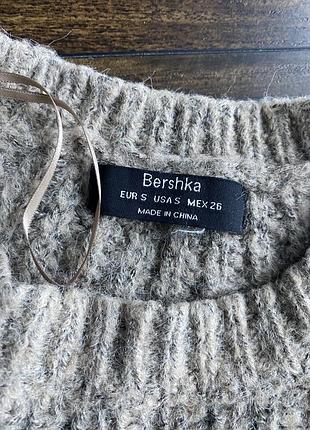 Bershka
EUR S USA S MEX 26
MADE IN CHINA